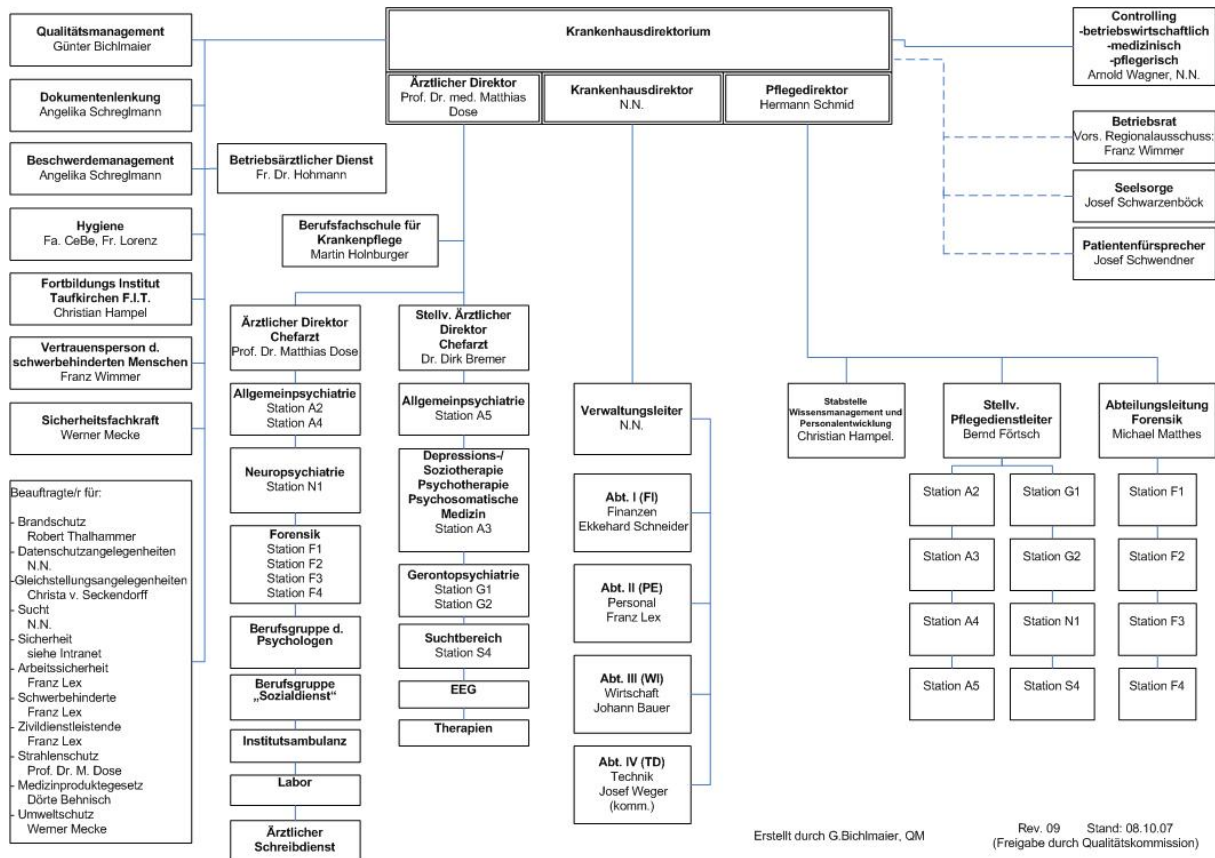 Qualitätsmanagement
Günter Bichlmaier
Dokumentenlenkung
Angelika Schreglmann
Beschwerdemanagement
Angelika Schreglmann
Hygiene
Fa. CeBe, Fr. Lorenz
Fortbildungs Institut
Taufkirchen F.I.T.
Christian Hampel
Vertrauensperson d.
schwerbehinderten Menschen
Franz Wimmer
Sicherheitsfachkraft
Werner Mecke
Beauftragte/r für:
- Brandschutz
Robert Thalhammer
- Datenschutzangelegenheiten
N.N.
-Gleichstellungsangelegenheiten
Christa v. Seckendorff
- Sucht
N.N.
- Sicherheit
siehe Intranet
- Arbeitssicherheit
Franz Lex
- Schwerbehinderte
Franz Lex
- Zivildienstleistende
Franz Lex
- Strahlenschutz
Prof. Dr. M. Dose
- Medizinproduktegesetz
Dörte Behnisch
- Umweltschutz
Werner Mecke
Krankenhausdirektorium
Ärztlicher Direktor
Prof. Dr. med. Matthias
Dose
Krankenhausdirektor
N.N.
Pflegedirektor
Hermann Schmid
Controlling
-betriebswirtschaftlich
-medizinisch
-pflegerisch
Arnold Wagner, N.N.
Betriebsrat
Vors. Regionalausschuss:
Franz Wimmer
Seelsorge
Josef Schwarzenböck
Patientenfürsprecher
Josef Schwendner
Betriebsärztlicher Dienst
Fr. Dr. Hohmann
Berufsfachschule für
Krankenpflege
Martin Holnburger
Ärztlicher Direktor
Chefarzt
Prof. Dr. Matthias Dose
Allgemeinpsychiatrie
Station A2
Station A4
Neuropsychiatrie
Station N1
Forensik
Station F1
Station F2
Station F3
Station F4
Berufsgruppe d.
Psychologen
Berufsgruppe
„Sozialdienst“
Institutsambulanz
Labor
Ärztlicher
Schreibdienst
Stellv. Ärztlicher
Direktor
Chefarzt
Dr. Dirk Bremer
Allgemeinpsychiatrie
Station A5
Depressions-/
Soziotherapie
Psychotherapie
Psychosomatische
Medizin
Station A3
Gerontopsychiatrie
Station G1
Station G2
Suchtbereich
Station S4
EEG
Therapien
Verwaltungsleiter
N.N.
Abt. I (FI)
Finanzen
Ekkehard Schneider
Abt. II (PE)
Personal
Franz Lex
Abt. III (WI)
Wirtschaft
Johann Bauer
Abt. IV (TD)
Technik
Josef Weger
(komm.)
Stabstelle
Wissensmanagement und
Personalentwicklung
Christian Hampel.
Stellv.
Pflegedienstleiter
Bernd Förtsch
Station A2
Station A3
Station A4
Station A5
Station G1
Station G2
Station N1
Station S4
Abteilungsleitung
Forensik
Michael Matthes
Station F1
Station F2
Station F3
Station F4
Erstellt durch G.Bichlmaier, QM
Rev. 09 Stand: 08.10.07
(Freigabe durch Qualitätskommission)